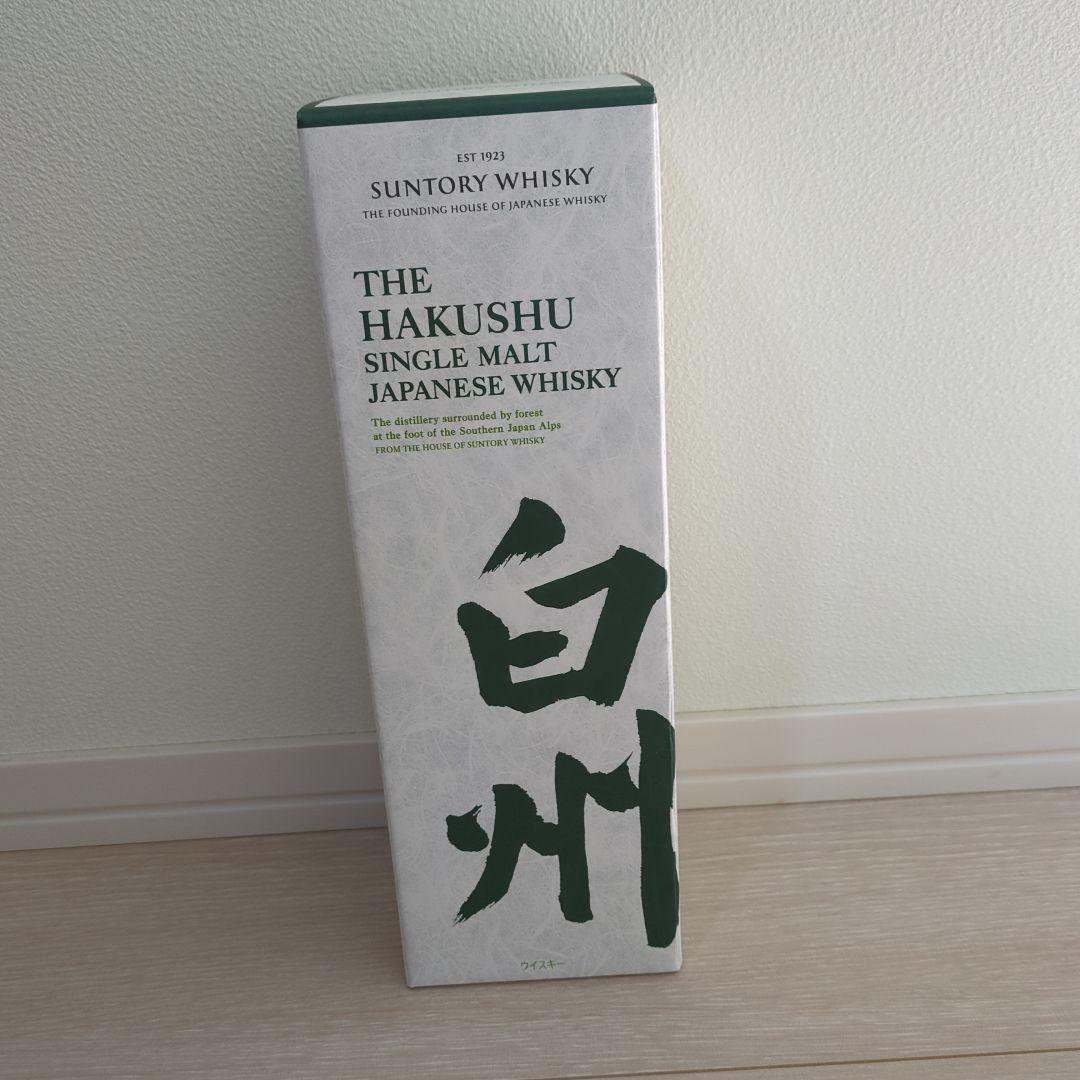 EST 1923
SUNTORY WHISKY
THE FOUNDING HOUSE OF JAPANESE WHISKY
THE
HAKUSHU
SINGLE MALT
JAPANESE WHISKY
The distillery surrounded by forest
at the foot of the Southern Japan Alps
FROM THE HOUSE OF SUNTORY WHISKY
白
州
ウイスキー